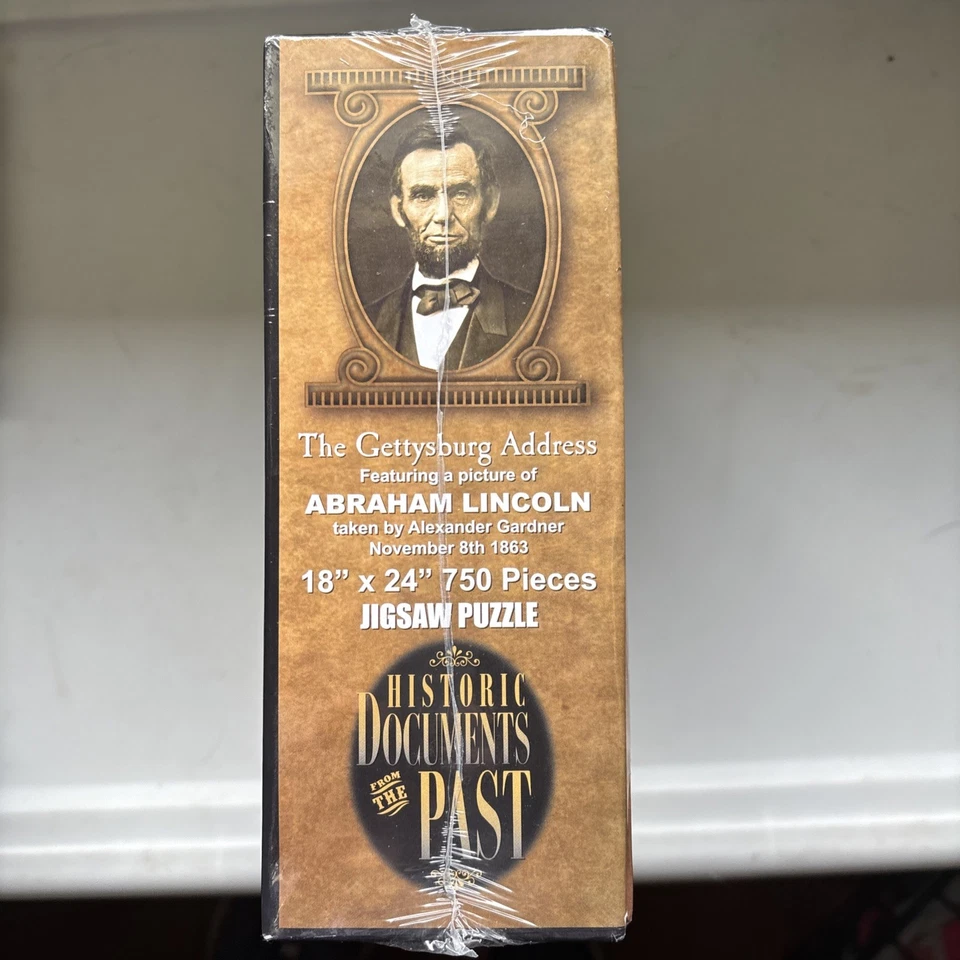 The Gettysburg Address
Featuring a picture of
ABRAHAM LINCOLN
taken by Alexander Gardner
November 8th 1863
18” x 24” 750 Pieces
JIGSAW PUZZLE
HISTORIC
DOCUMENTS
FROM
THE
PAST